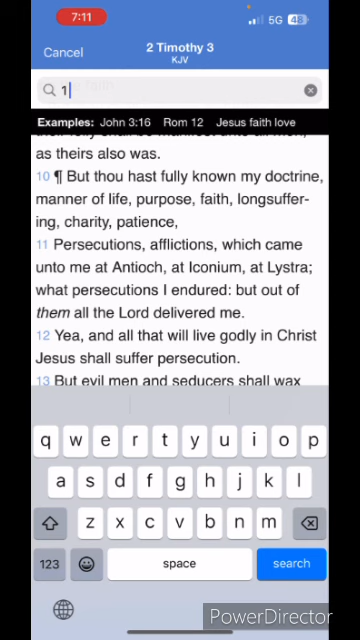 7:11
5G 48
Cancel
2 Timothy 3
KJV
1
Examples: John 3:16 Rom 12 Jesus faith love
as theirs also was.
10 ¶ But thou hast fully known my doctrine,
manner of life, purpose, faith, longsuffer-
ing, charity, patience,
11 Persecutions, afflictions, which came
unto me at Antioch, at Iconium, at Lystra;
what persecutions I endured: but out of
them all the Lord delivered me.
12 Yea, and all that will live godly in Christ
Jesus shall suffer persecution.
13 But evil men and seducers shall wax
q w e r t y u i o p
a s d f g h j k l
z x c v b n m
123 space search
PowerDirector